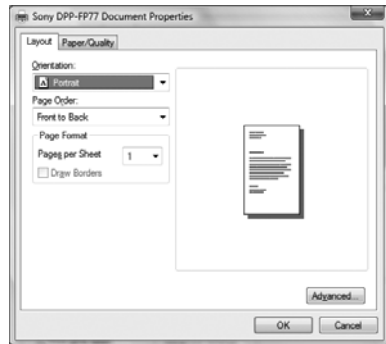 Sony DPP-FP77 Document Properties
Layout
Paper/Quality
Orientation:
Portrait
Page Order:
Front to Back
Page Format
Pages per Sheet
1
Draw Borders
Advanced...
OK
Cancel